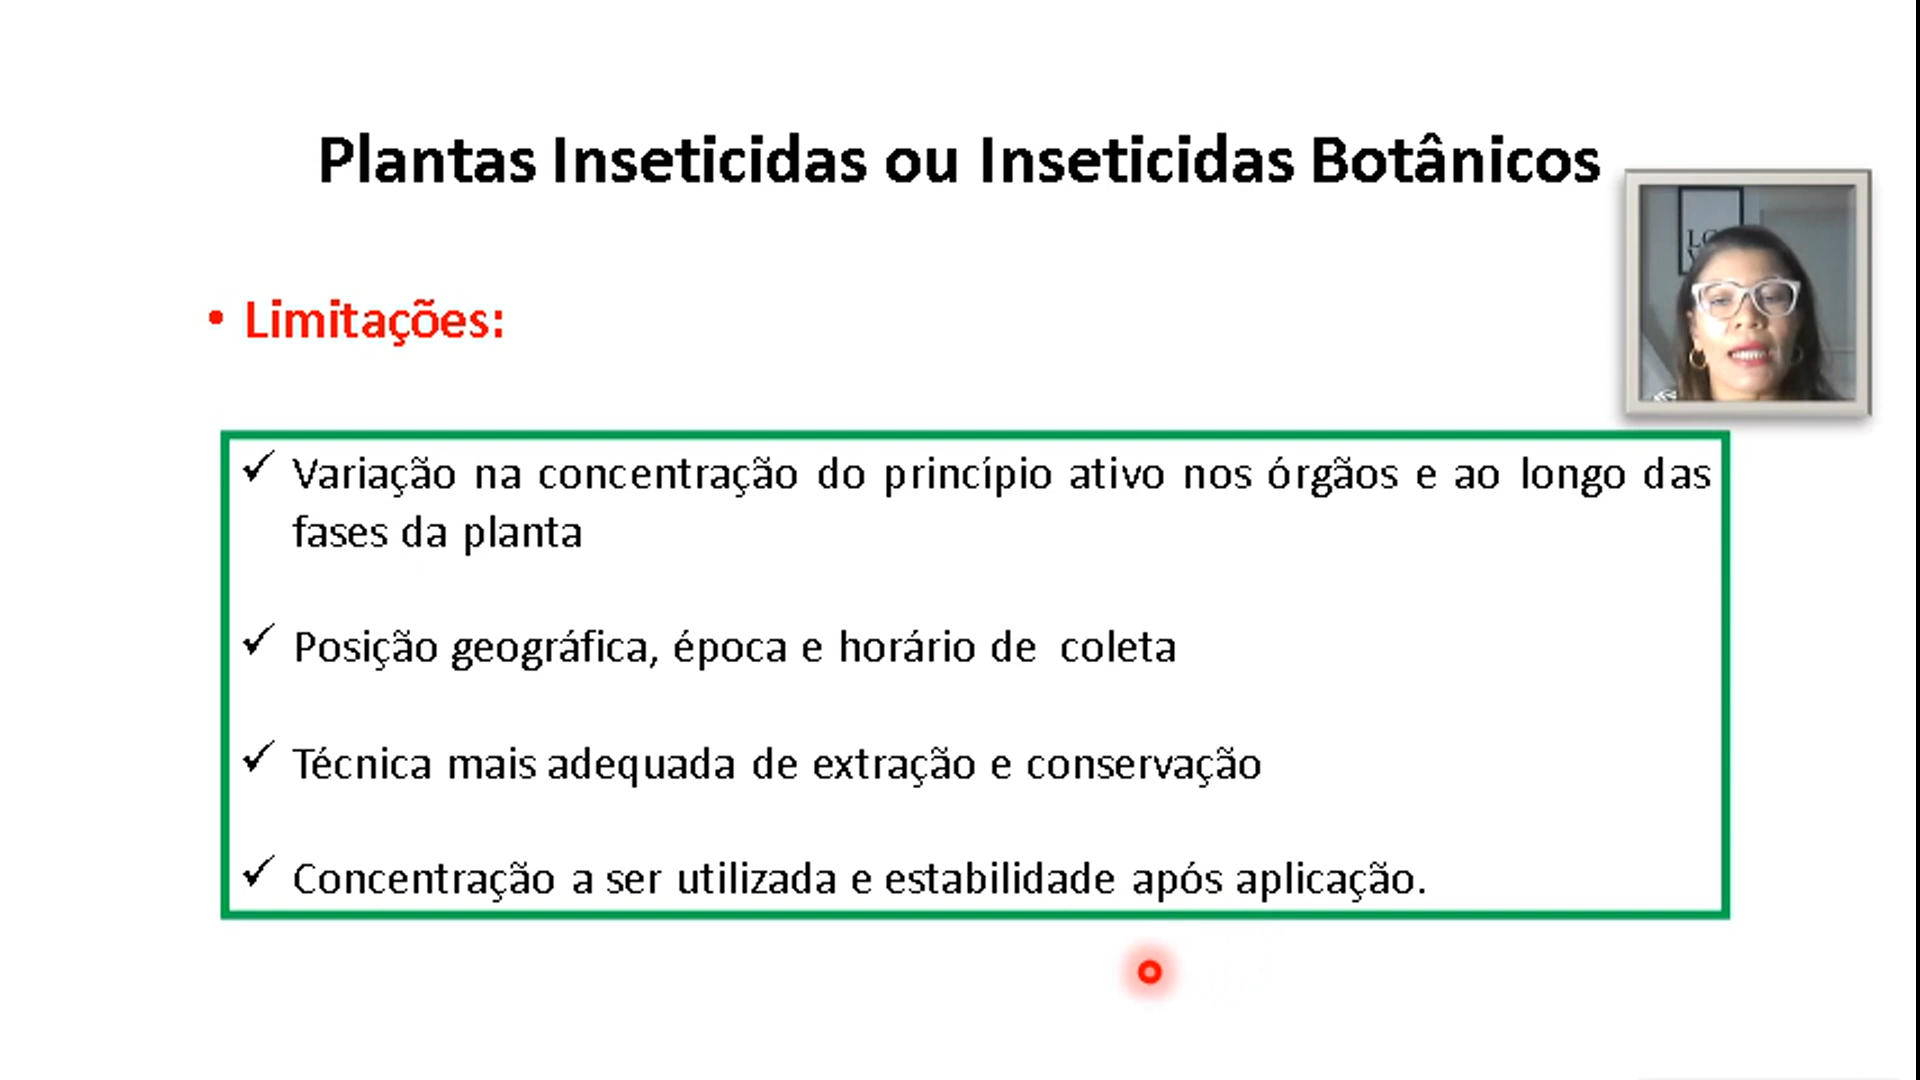 Plantas Inseticidas ou Inseticidas Botânicos
• Limitações:
✓ Variação na concentração do princípio ativo nos órgãos e ao longo das
fases da planta
✓ Posição geográfica, época e horário de coleta
✓ Técnica mais adequada de extração e conservação
✓ Concentração a ser utilizada e estabilidade após aplicação.